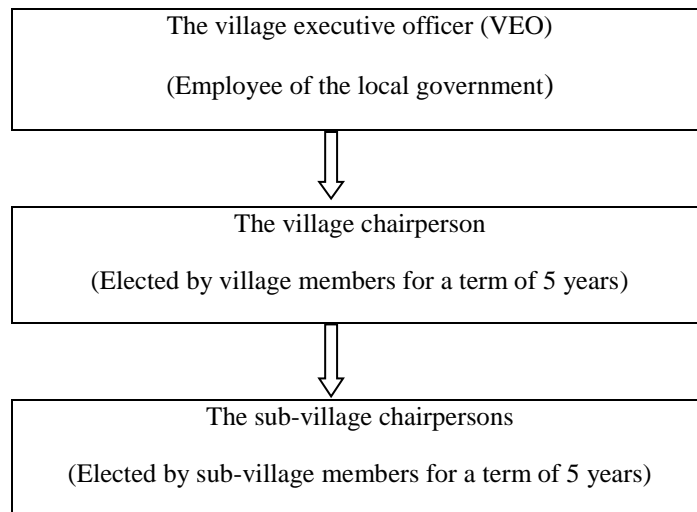 The village executive officer (VEO)
(Employee of the local government)
The village chairperson
(Elected by village members for a term of 5 years)
The sub-village chairpersons
(Elected by sub-village members for a term of 5 years)